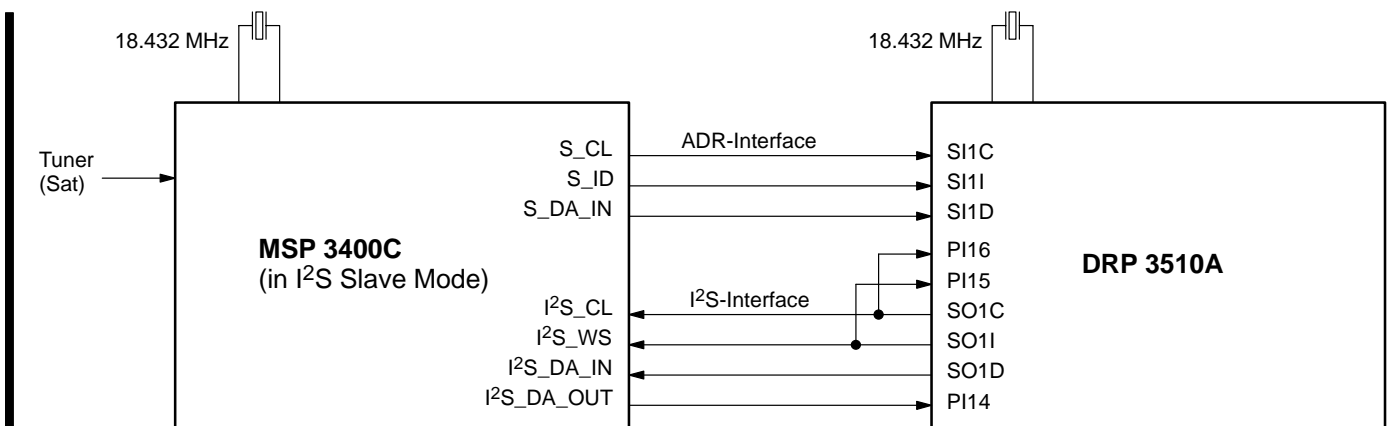 18.432 MHz
18.432 MHz
Tuner
(Sat)
MSP 3400C
(in I²S Slave Mode)
S_CL
S_ID
S_DA_IN
I²S_CL
I²S_WS
I²S_DA_IN
I²S_DA_OUT
ADR-Interface
I²S-Interface
SI1C
SI1I
SI1D
PI16
PI15
SO1C
SO1I
SO1D
PI14
DRP 3510A